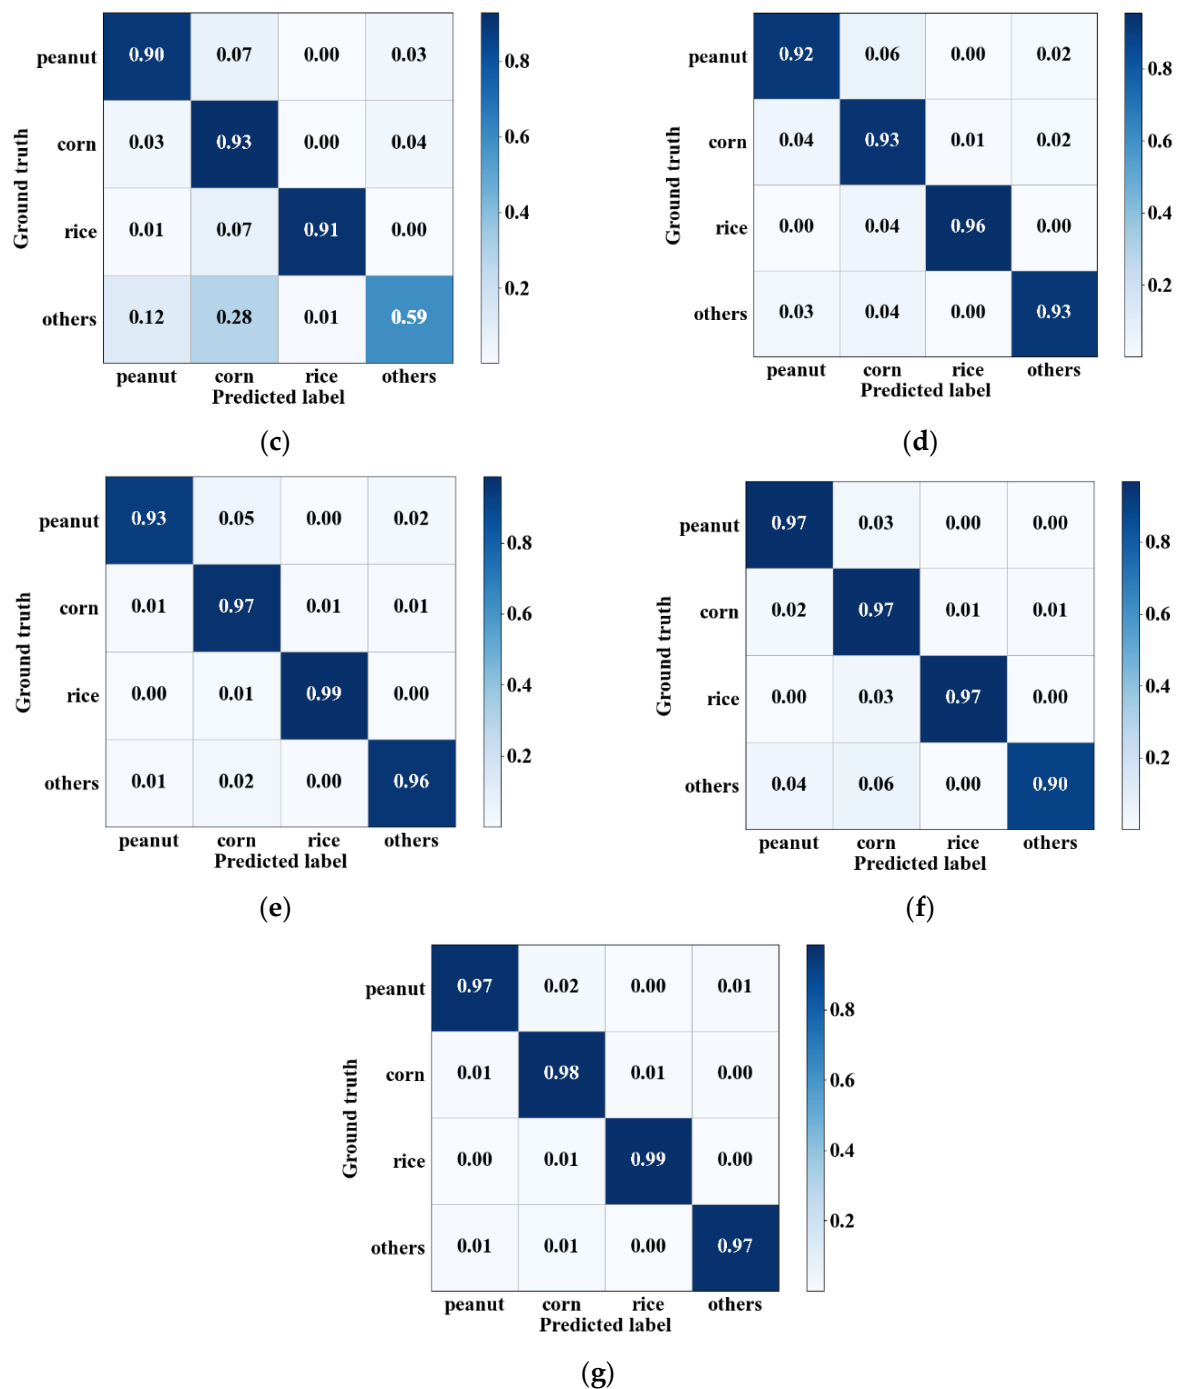 peanut 0.90 0.07 0.00 0.03
corn 0.03 0.93 0.00 0.04
rice 0.01 0.07 0.91 0.00
others 0.12 0.28 0.01 0.59
Ground truth
peanut corn rice others
Predicted label
0.8
0.6
0.4
0.2
(c)
peanut 0.92 0.06 0.00 0.02
corn 0.04 0.93 0.01 0.02
rice 0.00 0.04 0.96 0.00
others 0.03 0.04 0.00 0.93
Ground truth
peanut corn rice others
Predicted label
0.8
0.6
0.4
0.2
(d)
peanut 0.93 0.05 0.00 0.02
corn 0.01 0.97 0.01 0.01
rice 0.00 0.01 0.99 0.00
others 0.01 0.02 0.00 0.96
Ground truth
peanut corn rice others
Predicted label
0.8
0.6
0.4
0.2
(e)
peanut 0.97 0.03 0.00 0.00
corn 0.02 0.97 0.01 0.01
rice 0.00 0.03 0.97 0.00
others 0.04 0.06 0.00 0.90
Ground truth
peanut corn rice others
Predicted label
0.8
0.6
0.4
0.2
(f)
peanut 0.97 0.02 0.00 0.01
corn 0.01 0.98 0.01 0.00
rice 0.00 0.01 0.99 0.00
others 0.01 0.01 0.00 0.97
Ground truth
peanut corn rice others
Predicted label
0.8
0.6
0.4
0.2
(g)